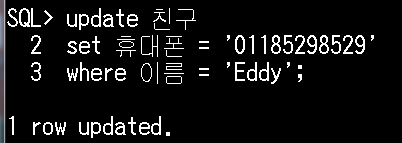 SQL> update 친구
2 set 휴대폰 = '01185298529'
3 where 이름 = 'Eddy';
1 row updated.